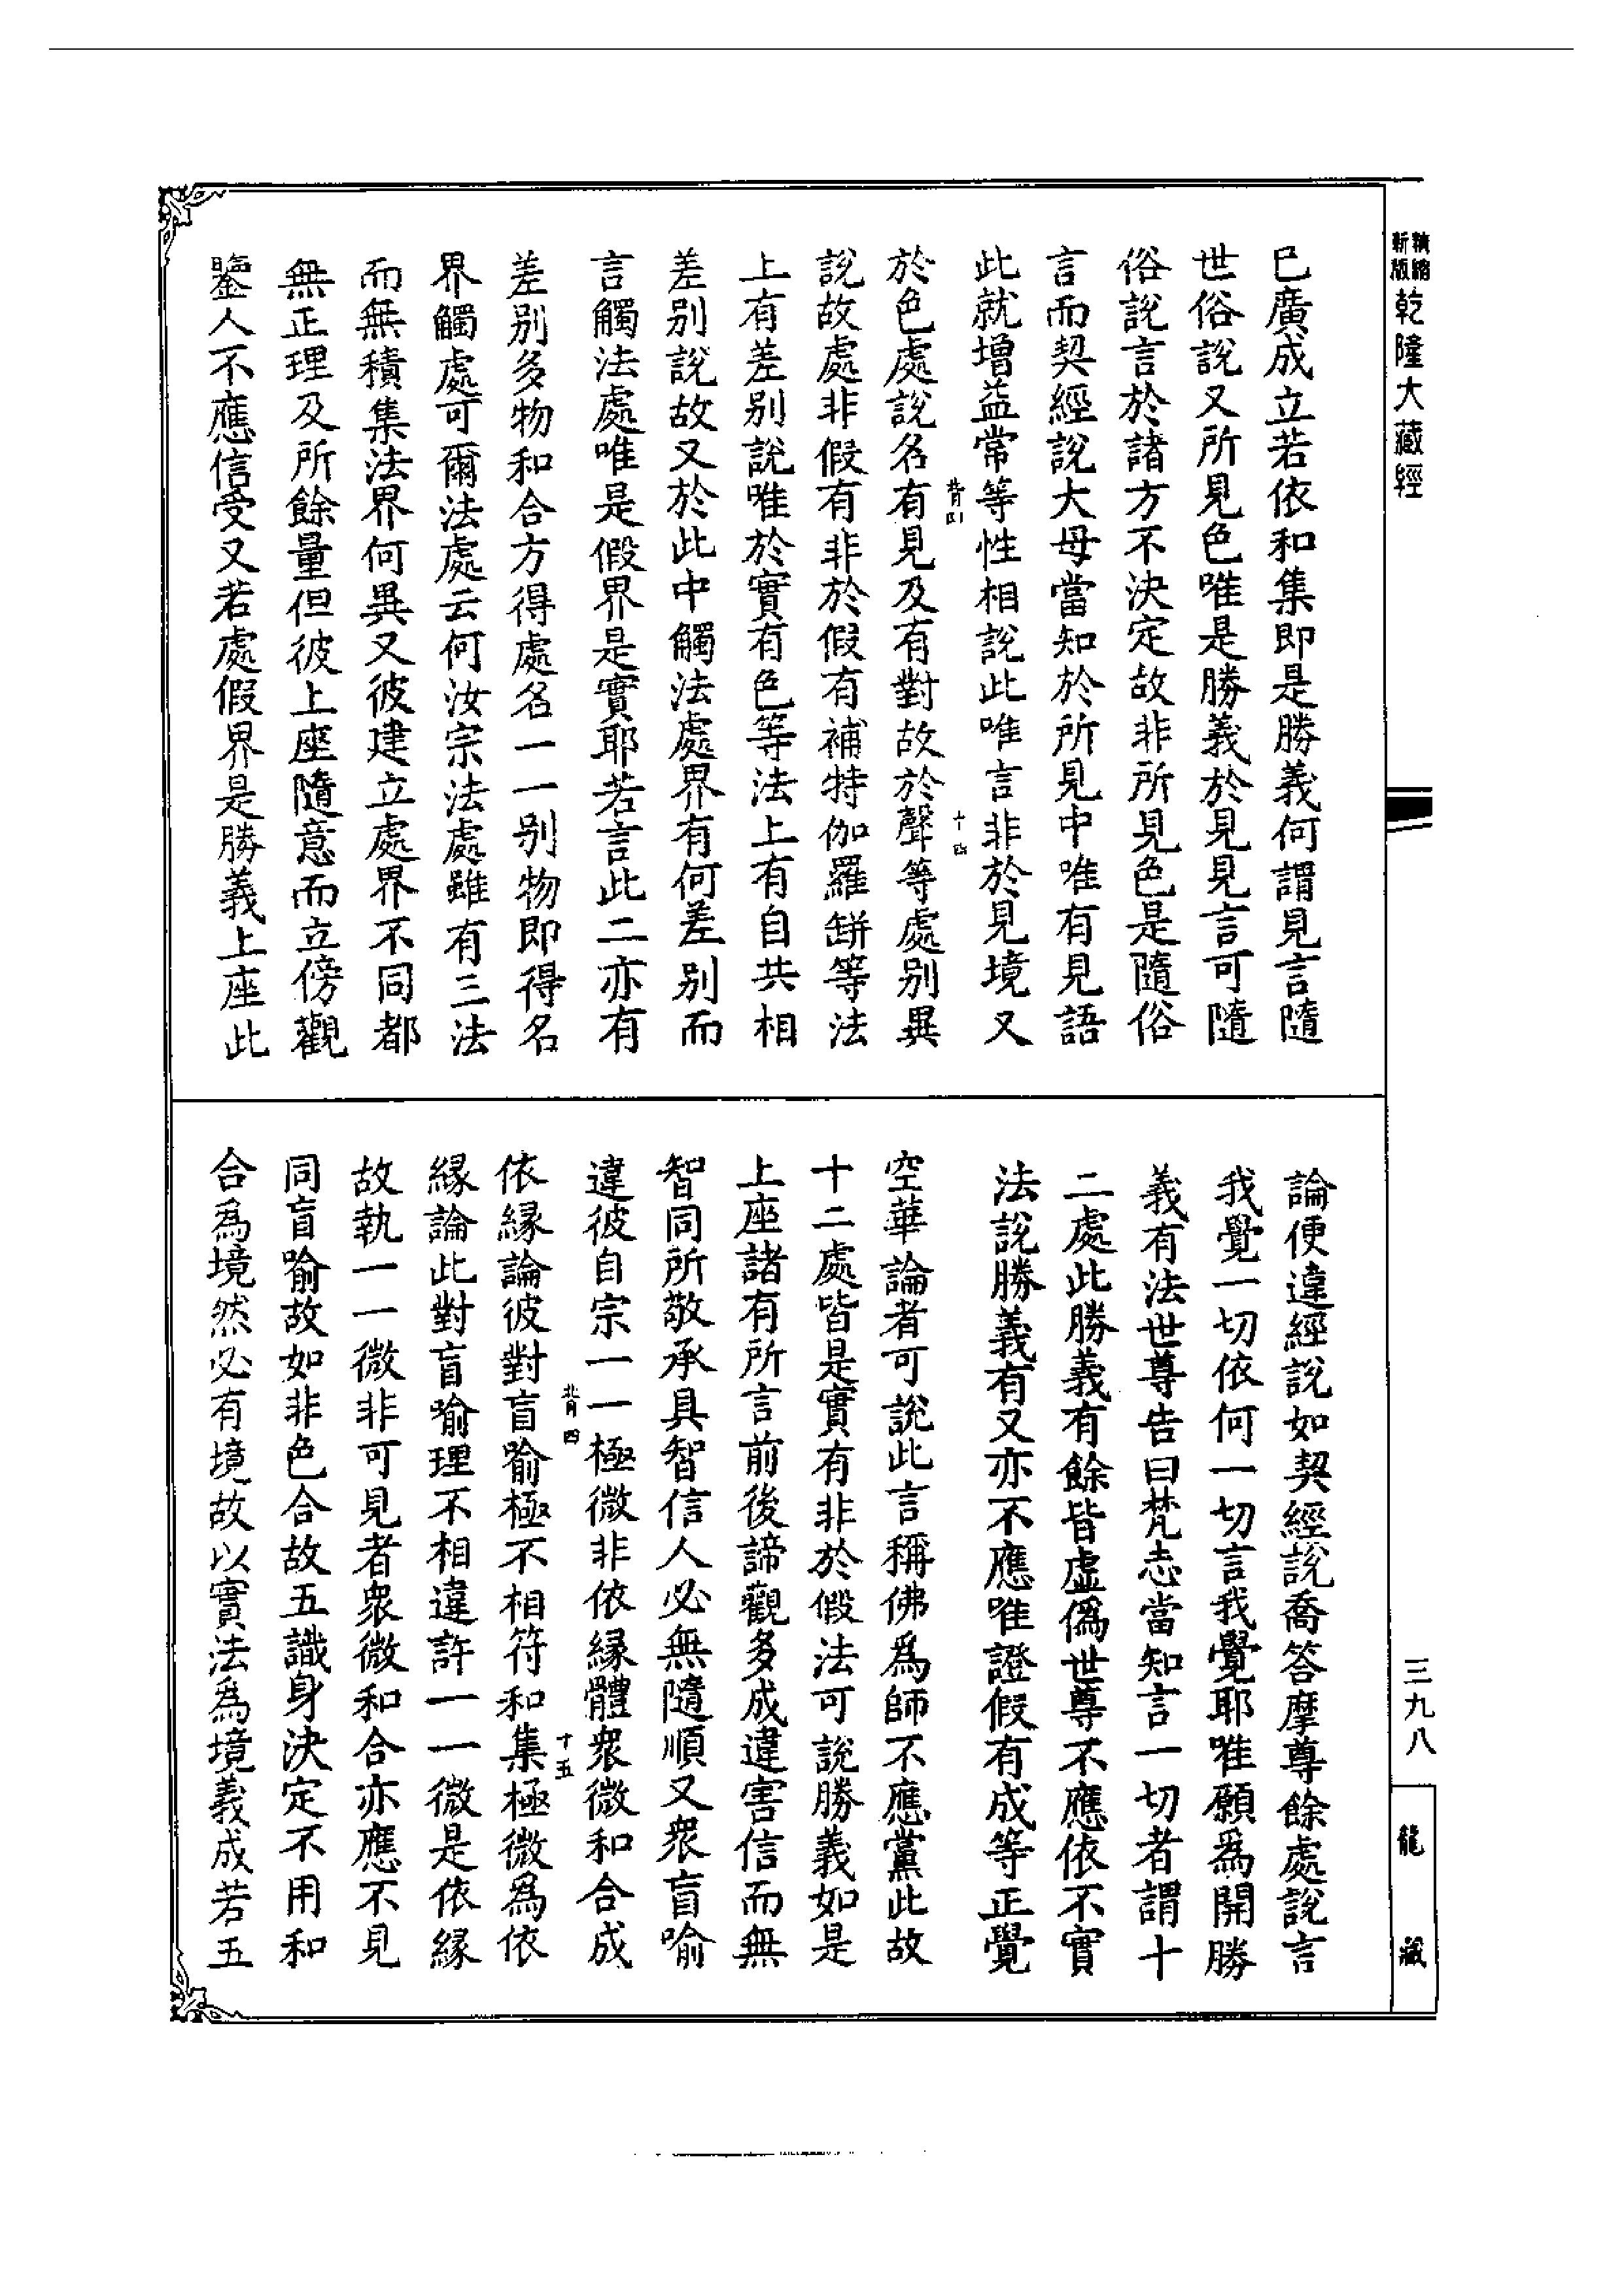 精縮新版 乾隆大藏經
已廣成立若依和集即是勝義何謂見言隨
世俗說又所見色唯是勝義於見見言可隨
俗說言於諸方不決定故非所見色是隨俗
言而契經說大母當知於所見中唯有見語
此就增益常等性相說此唯言非於見境又
於色處說名有見及有對故於聲等處別異
說故處非假有非於假有補特伽羅缾等法
上有差別說唯於實有色等法上有自共相
差別說故又於此中觸法處界有何差別而
言觸法處唯是假界是實耶若言此二亦有
差別多物和合方得處名一一別物即得名
界觸處可爾法處云何汝宗法處雖有三法
而無積集法界何異又彼建立處界不同都
無正理及所餘量但彼上座隨意而立傍觀
鑒人不應信受又若處假界是勝義上座此
論便違經說如契經說喬答摩尊餘處說言
我覺一切依何一切言我覺耶唯願爲開勝
義有法世尊告曰梵志當知言一切者謂十
二處此勝義有餘皆虛僞世尊不應依不實
法說勝義有又亦不應唯證假有成等正覺
空華論者可說此言稱佛爲師不應黨此故
十二處皆是實有非於假法可說勝義如是
上座諸有所言前後諦觀多成違害信而無
智同所敬承具智信人必無隨順又衆盲喻
違彼自宗一一極微非依緣體衆微和合成
依緣論彼對盲喻極不相符和集極微爲依
緣論此對盲喻理不相違許一一微是依緣
故執一一微非可見者衆微和合亦應不見
同盲喻故如非色合故五識身決定不用和
合爲境然必有境故以實法爲境義成若五
十四
四
十五
三九八
龍藏